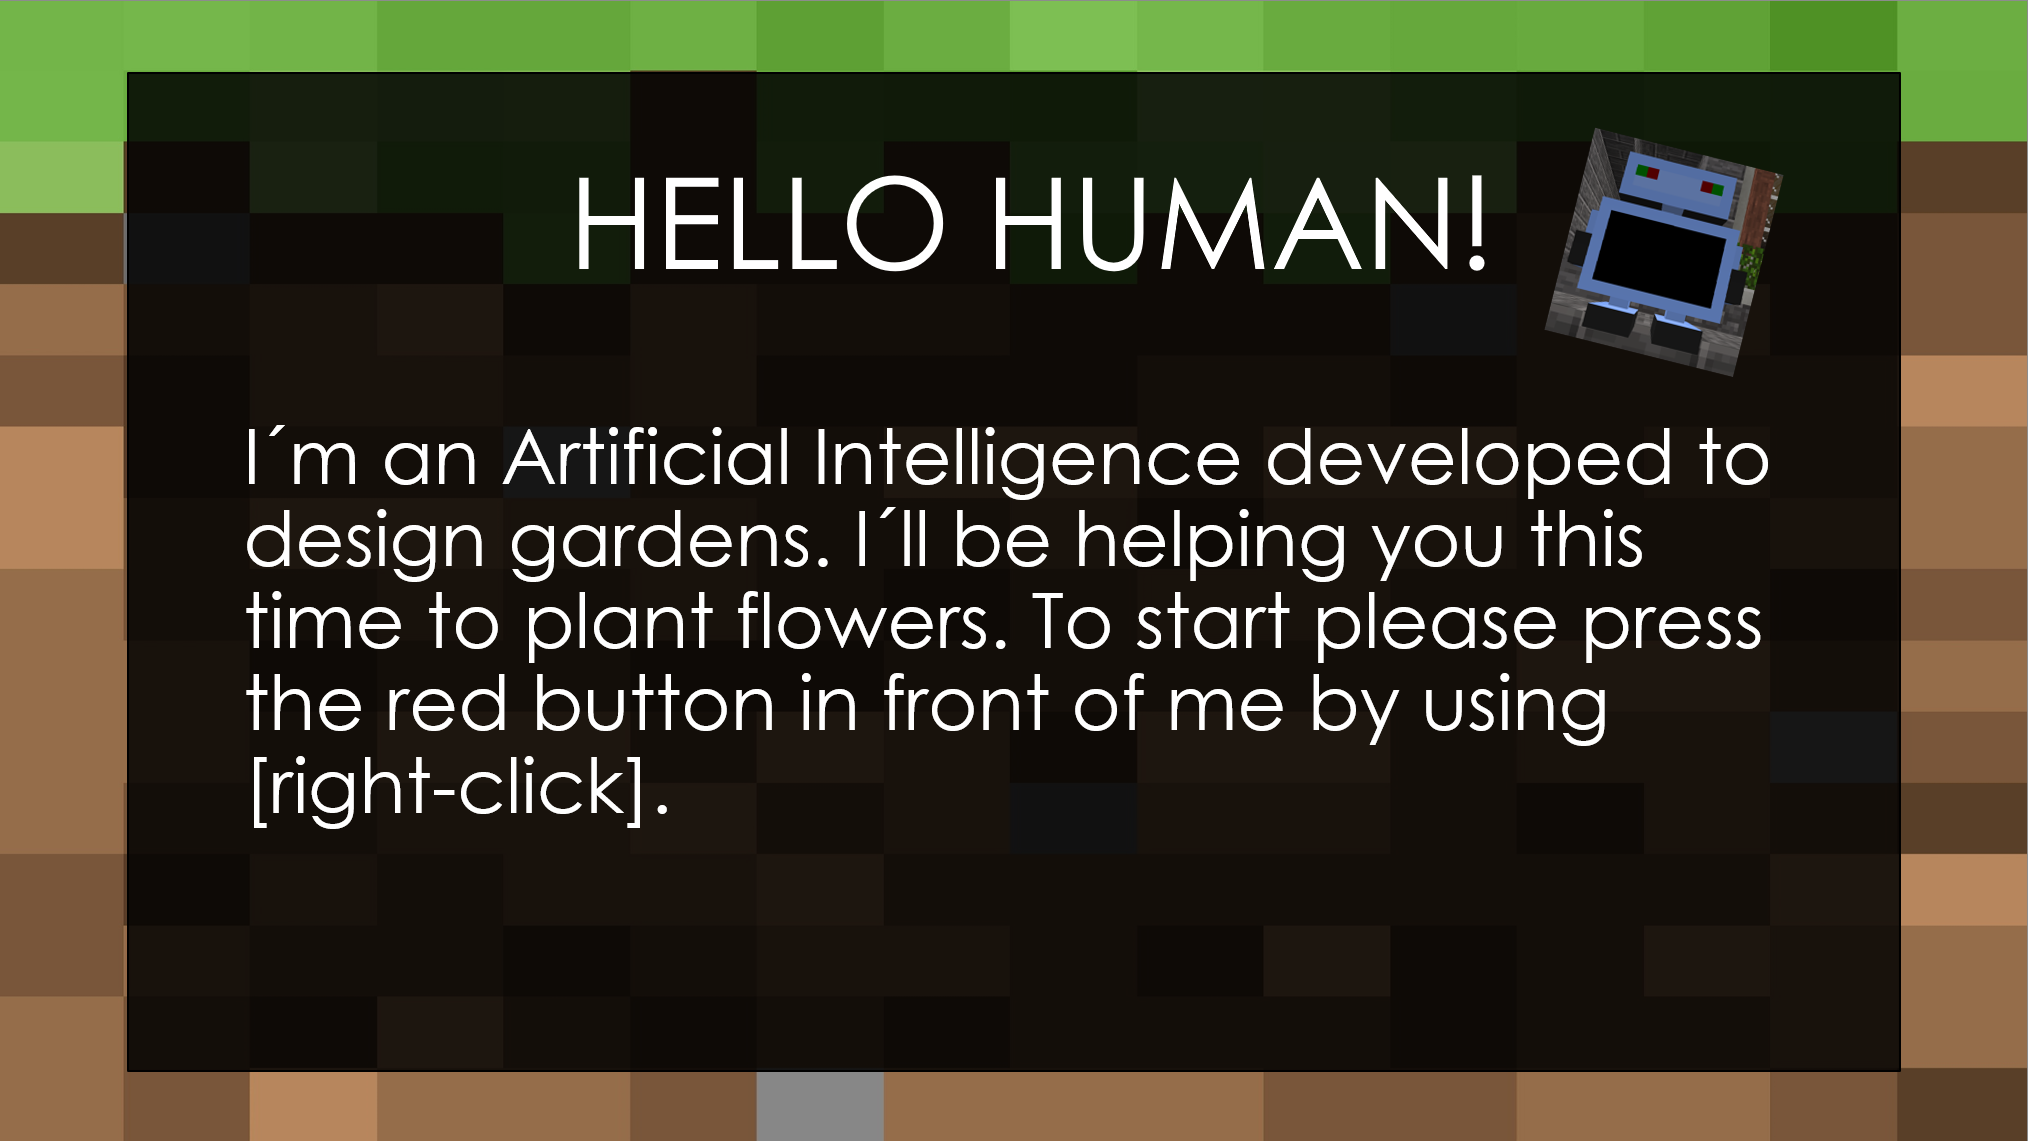 HELLO HUMAN!
I´m an Artificial Intelligence developed to
design gardens. I´ll be helping you this
time to plant flowers. To start please press
the red button in front of me by using
[right-click].